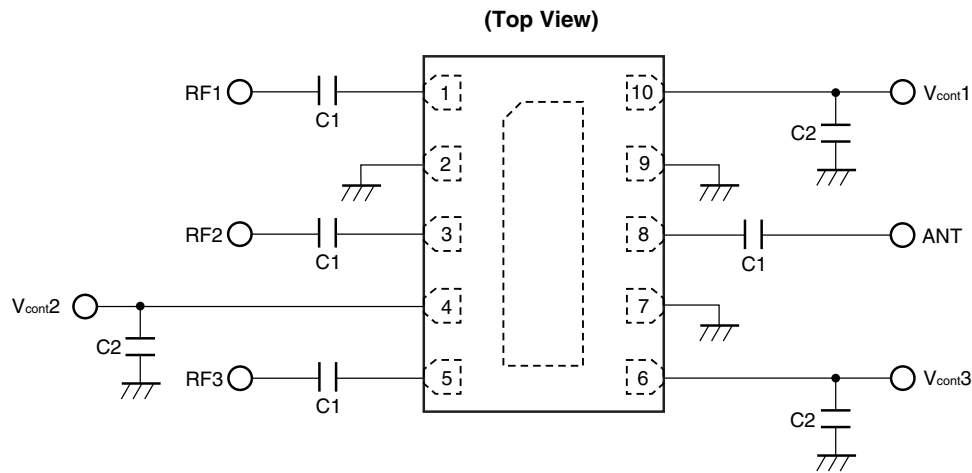 (Top View)
RF1
C1
1
10
Vcont1
C2
2
9
RF2
C1
3
8
C1
ANT
Vcont2
C2
4
7
RF3
C1
5
6
Vcont3
C2